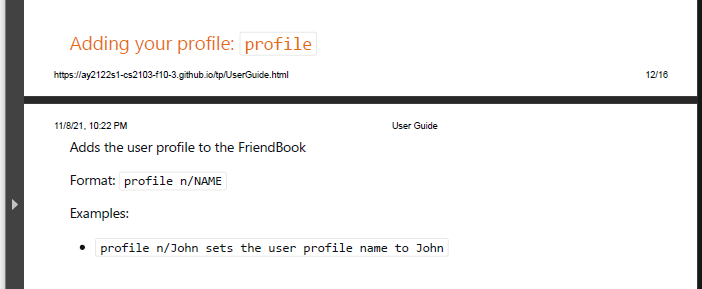 Adding your profile: profile
https://ay2122s1-cs2103-f10-3.github.io/tp/UserGuide.html 12/16
11/8/21, 10:22 PM User Guide
Adds the user profile to the FriendBook
Format: profile n/NAME
Examples:
• profile n/John sets the user profile name to John